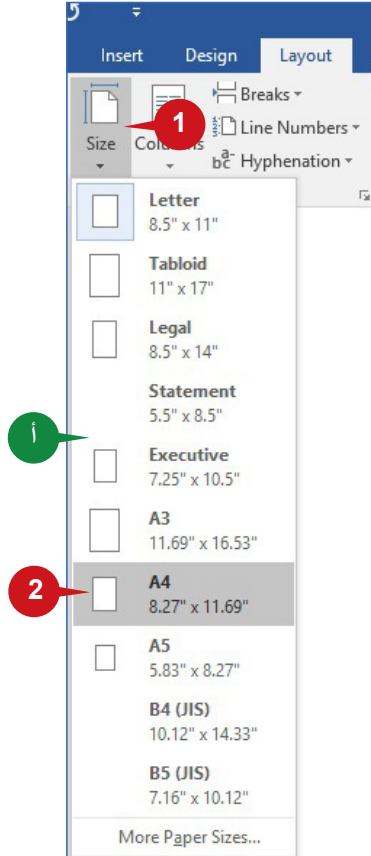 Insert Design Layout
Breaks
Line Numbers
Hyphenation
Size
1
Letter
8.5" x 11"
Tabloid
11" x 17"
Legal
8.5" x 14"
Statement
5.5" x 8.5"
أ
Executive
7.25" x 10.5"
A3
11.69" x 16.53"
2
A4
8.27" x 11.69"
A5
5.83" x 8.27"
B4 (JIS)
10.12" x 14.33"
B5 (JIS)
7.16" x 10.12"
More Paper Sizes...